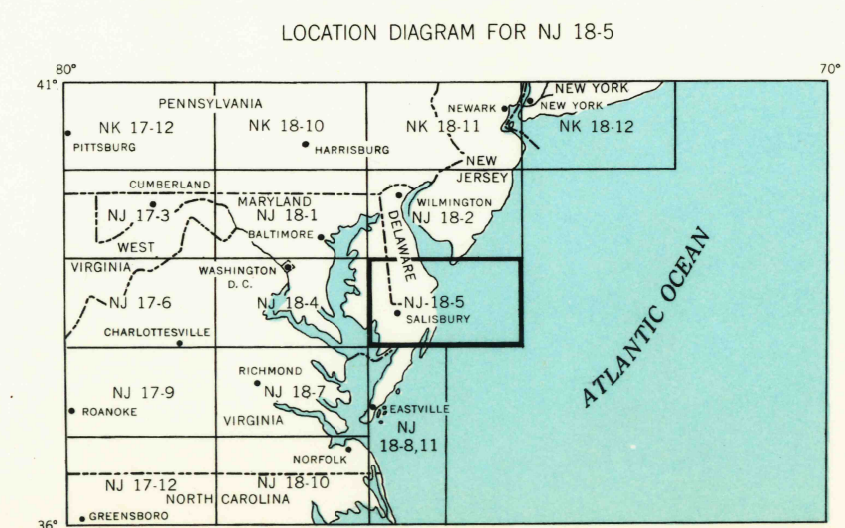 LOCATION DIAGRAM FOR NJ 18-5
80°
70°
41°
PENNSYLVANIA
NEW YORK
NEWARK
NEW YORK
NK 17-12
NK 18-10
NK 18-11
NK 18-12
PITTSBURG
HARRISBURG
NEW
JERSEY
CUMBERLAND
MARYLAND
WILMINGTON
NJ 17-3
NJ 18-1
DELAWARE
NJ 18-2
BALTIMORE
WEST
VIRGINIA
WASHINGTON
D. C.
NJ 17-6
NJ 18-4
NJ-18-5
SALISBURY
ATLANTIC OCEAN
CHARLOTTESVILLE
RICHMOND
NJ 17-9
NJ 18-7
ROANOKE
VIRGINIA
EASTVILLE
NJ
18-8,11
NORFOLK
NJ 17-12
NJ 18-10
NORTH CAROLINA
GREENSBORO
36°